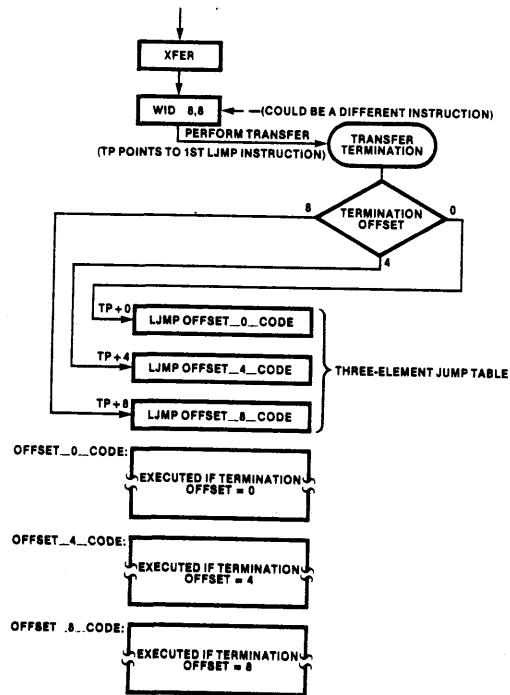 XFER
WID 8,8
(COULD BE A DIFFERENT INSTRUCTION)
PERFORM TRANSFER
(TP POINTS TO 1ST LJMP INSTRUCTION)
TRANSFER
TERMINATION
8
TERMINATION
OFFSET
0
4
TP+0
LJMP OFFSET_0_CODE
TP+4
LJMP OFFSET_4_CODE
THREE-ELEMENT JUMP TABLE
TP+8
LJMP OFFSET_8_CODE
OFFSET_0_CODE:
EXECUTED IF TERMINATION
OFFSET = 0
OFFSET_4_CODE:
EXECUTED IF TERMINATION
OFFSET = 4
OFFSET_8_CODE:
EXECUTED IF TERMINATION
OFFSET = 8